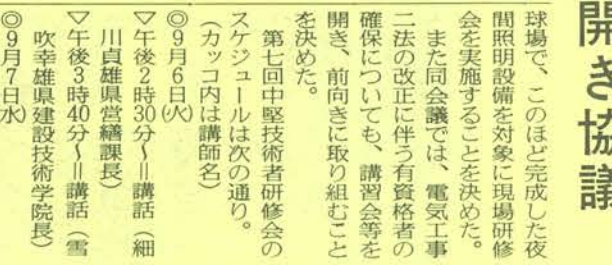 開き協議
球場で、このほど完成した夜
間照明設備を対象に現場研修
会を実施することを決めた。
また同会議では、電気工事
二法の改正に伴う有資格者の
確保についても、講習会等を
開き、前向きに取り組むこと
を決めた。
第七回中堅技術者研修会の
スケジュールは次の通り。
（カッコ内は講師名）
◎9月6日㈫
▽午後2時30分〜＝講話（細
川貞雄県営繕課長）
▽午後3時40分〜＝講話（雪
吹幸雄県建設技術学院長）
◎9月7日㈬